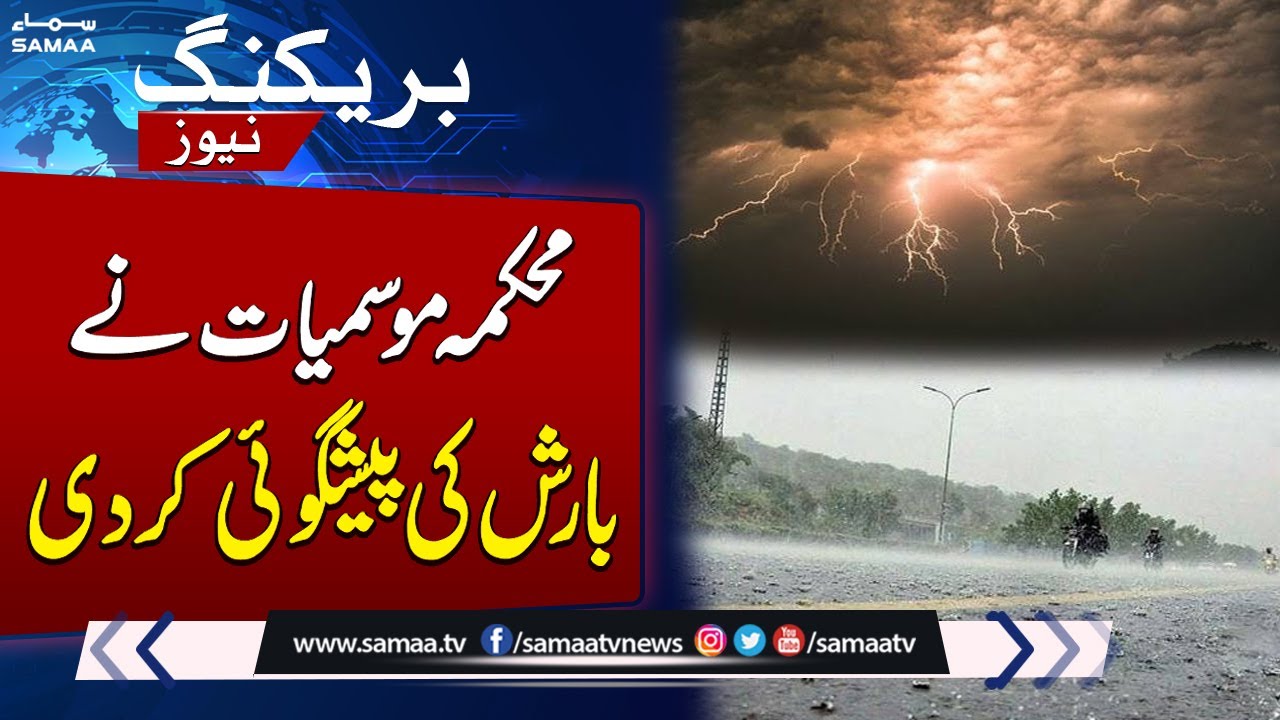 سماء
SAMAA
بریکنگ
نیوز
محکمہ موسمیات نے
بارش کی پیشگوئی کردی
www.samaa.tv /samaatvnews /samaatv